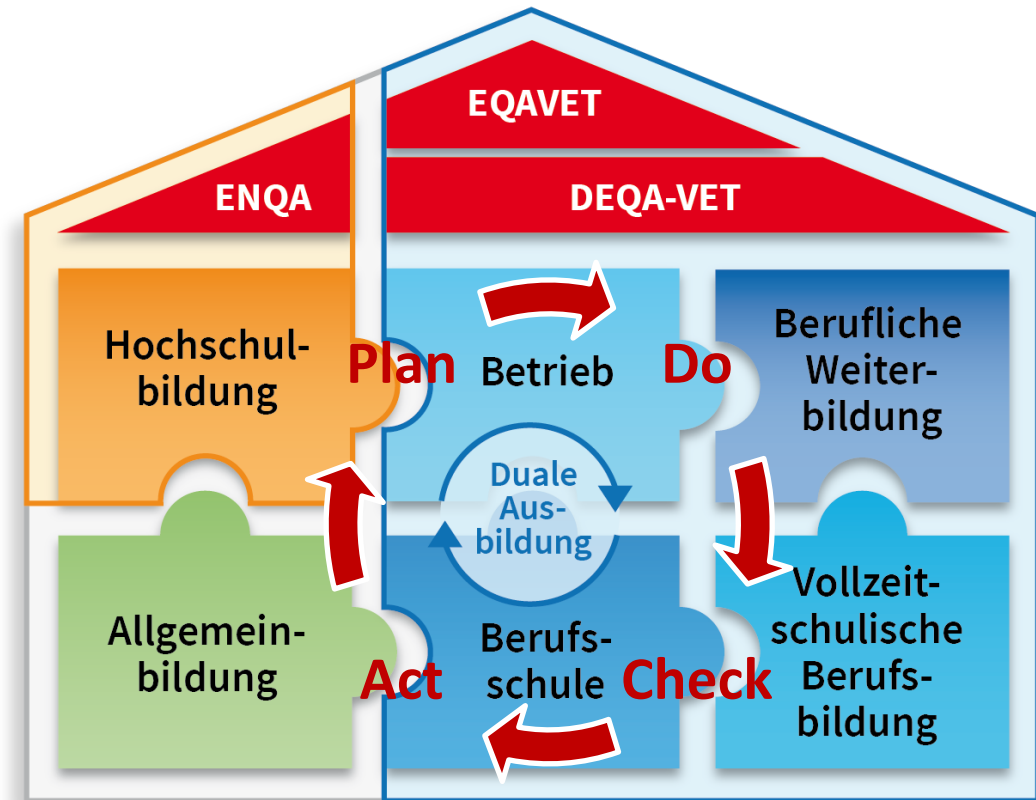 EQAVET
ENQA
DEQA-VET
Hochschul-
bildung
Plan
Betrieb
Do
Berufliche
Weiter-
bildung
Duale
Aus-
bildung
Allgemein-
bildung
Act
Berufs-
schule
Check
Vollzeit-
schulische
Berufs-
bildung